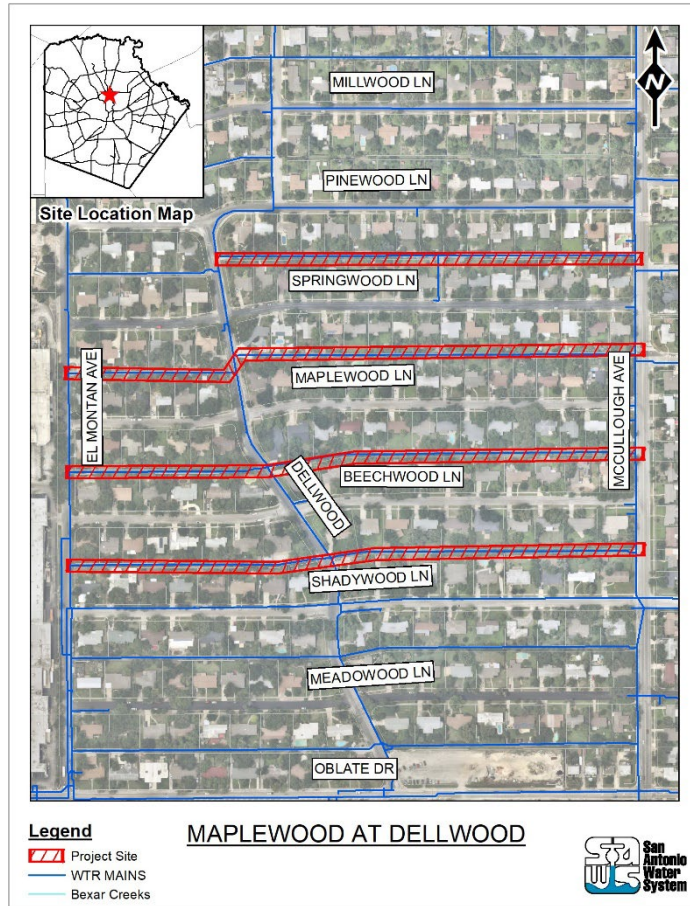 N
Site Location Map
MILLWOOD LN
PINEWOOD LN
SPRINGWOOD LN
MAPLEWOOD LN
EL MONTAN AVE
MCCULLOUGH AVE
BEECHWOOD LN
DELLWOOD
SHADYWOOD LN
MEADOWOOD LN
OBLATE DR
Legend
Project Site
WTR MAINS
Bexar Creeks
MAPLEWOOD AT DELLWOOD
SAWS
San
Antonio
Water
System